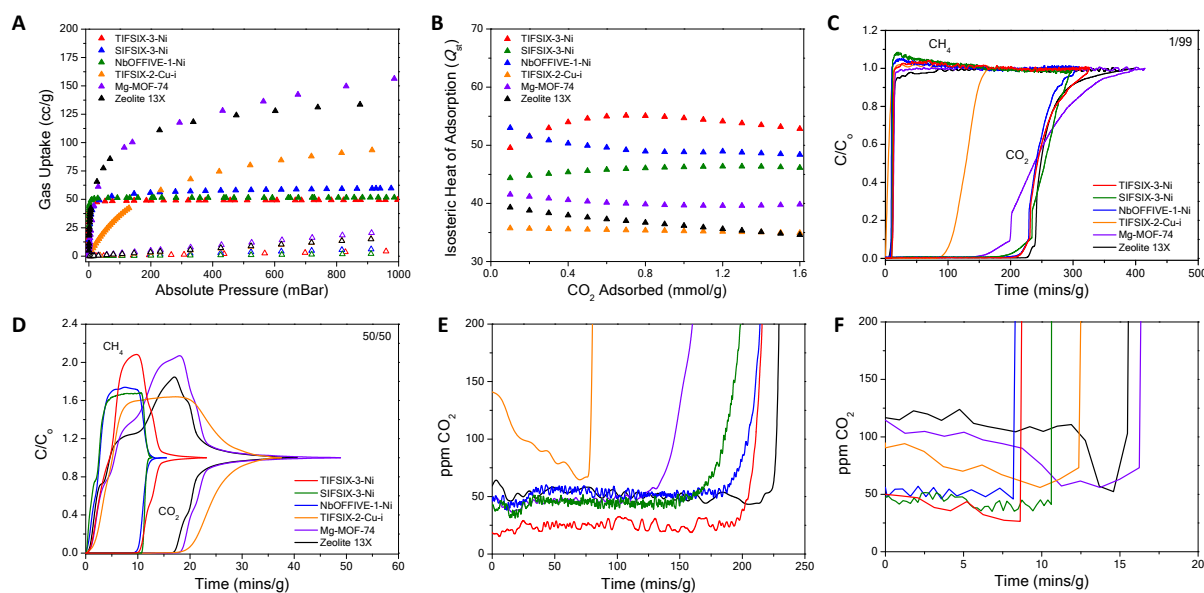 A
Gas Uptake (cc/g)
200
175
150
125
100
75
50
25
0
TIFSIX-3-Ni
SIFSIX-3-Ni
NbOFFIVE-1-Ni
TIFSIX-2-Cu-i
Mg-MOF-74
Zeolite 13X
0 200 400 600 800 1000
Absolute Pressure (mBar)
B
Isosteric Heat of Adsorption (Qst)
70
65
60
55
50
45
40
35
30
TIFSIX-3-Ni
SIFSIX-3-Ni
NbOFFIVE-1-Ni
TIFSIX-2-Cu-i
Mg-MOF-74
Zeolite 13X
0.0 0.4 0.8 1.2 1.6
CO2 Adsorbed (mmol/g)
C
C/Co
1.2
1.0
0.8
0.6
0.4
0.2
0.0
CH4
1/99
CO2
TIFSIX-3-Ni
SIFSIX-3-Ni
NbOFFIVE-1-Ni
TIFSIX-2-Cu-i
Mg-MOF-74
Zeolite 13X
0 100 200 300 400 500
Time (mins/g)
D
C/Co
2.4
2.0
1.6
1.2
0.8
0.4
0.0
CH4
50/50
CO2
TIFSIX-3-Ni
SIFSIX-3-Ni
NbOFFIVE-1-Ni
TIFSIX-2-Cu-i
Mg-MOF-74
Zeolite 13X
0 10 20 30 40 50 60
Time (mins/g)
E
ppm CO2
200
150
100
50
0
0 50 100 150 200 250
Time (mins/g)
F
ppm CO2
200
150
100
50
0
0 5 10 15 20
Time (mins/g)